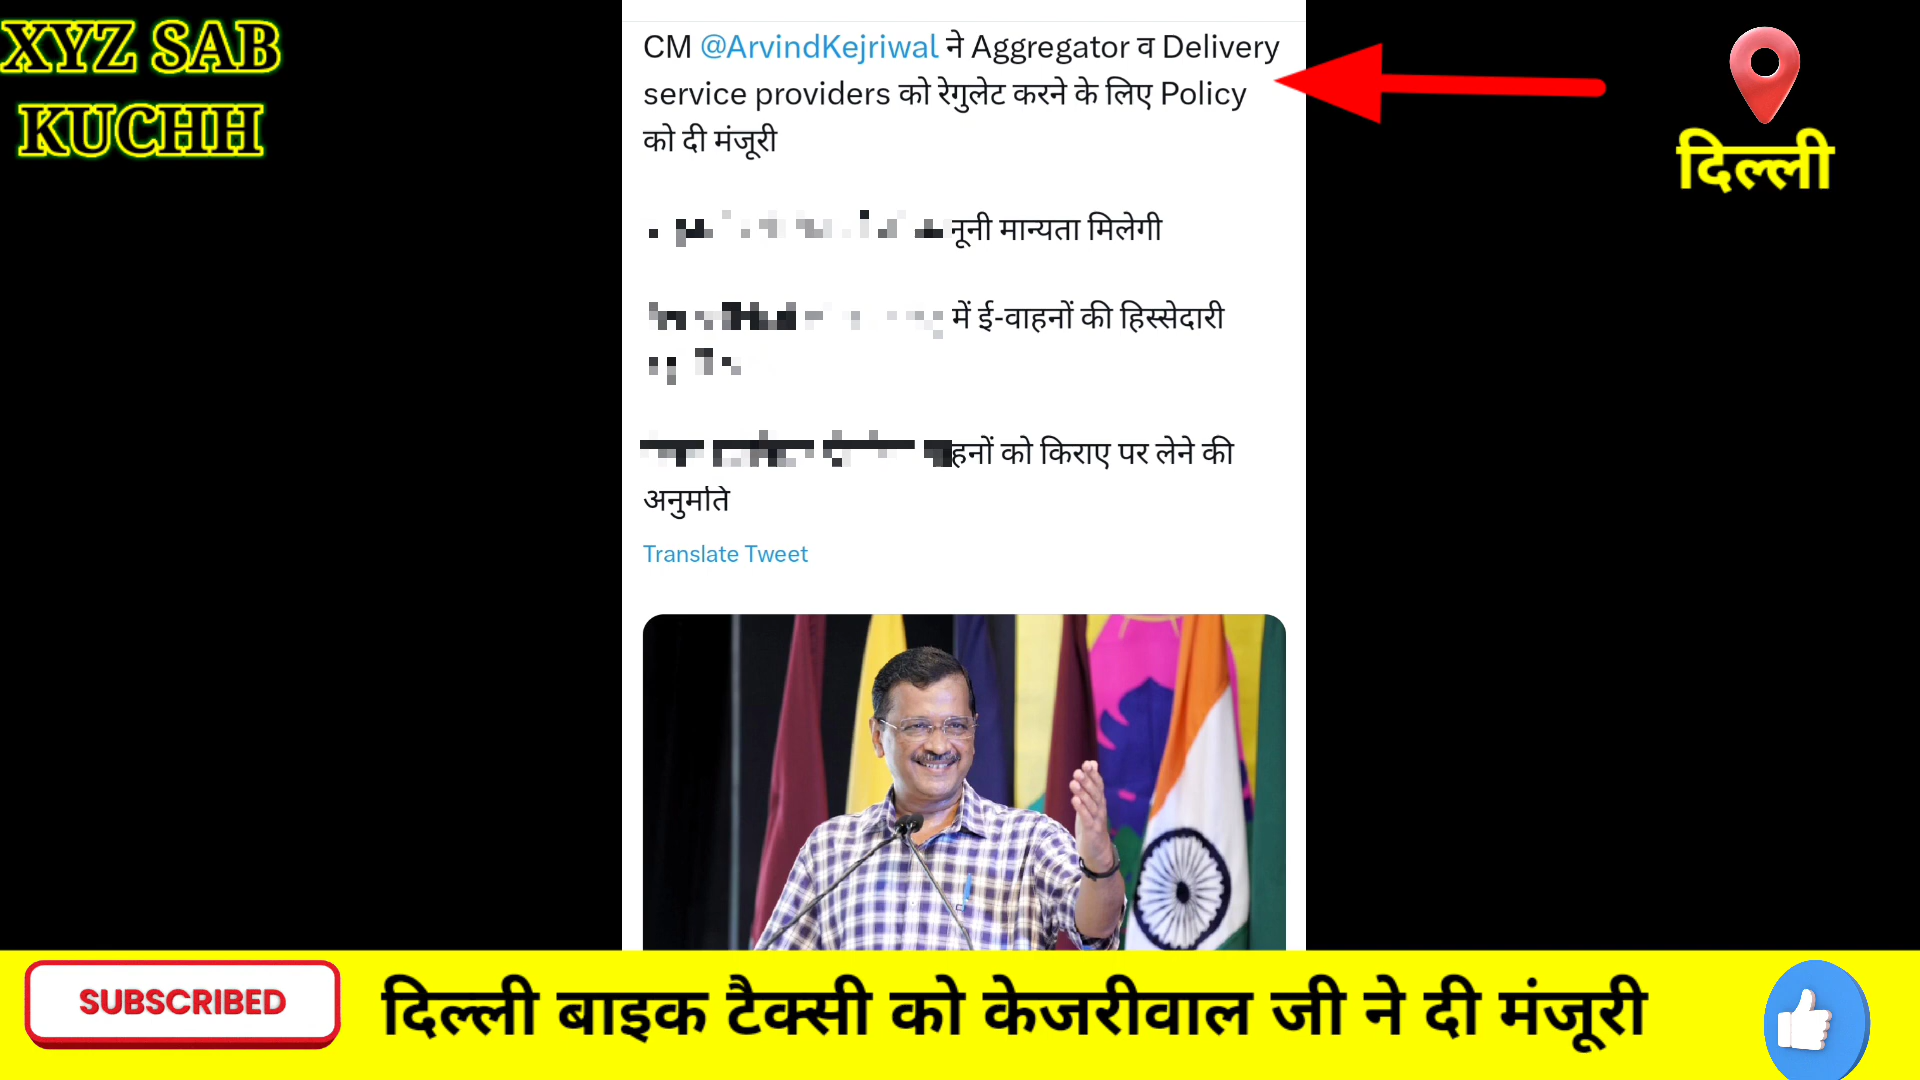 XYZ SAB
KUCHH
CM @ArvindKejriwal ने Aggregator व Delivery
service providers को रेगुलेट करने के लिए Policy
को दी मंजूरी
मान्यता मिलेगी
में ई-वाहनों की हिस्सेदारी
को किराए पर लेने की
अनुमति
Translate Tweet
दिल्ली
SUBSCRIBED
दिल्ली बाइक टैक्सी को केजरीवाल जी ने दी मंजूरी